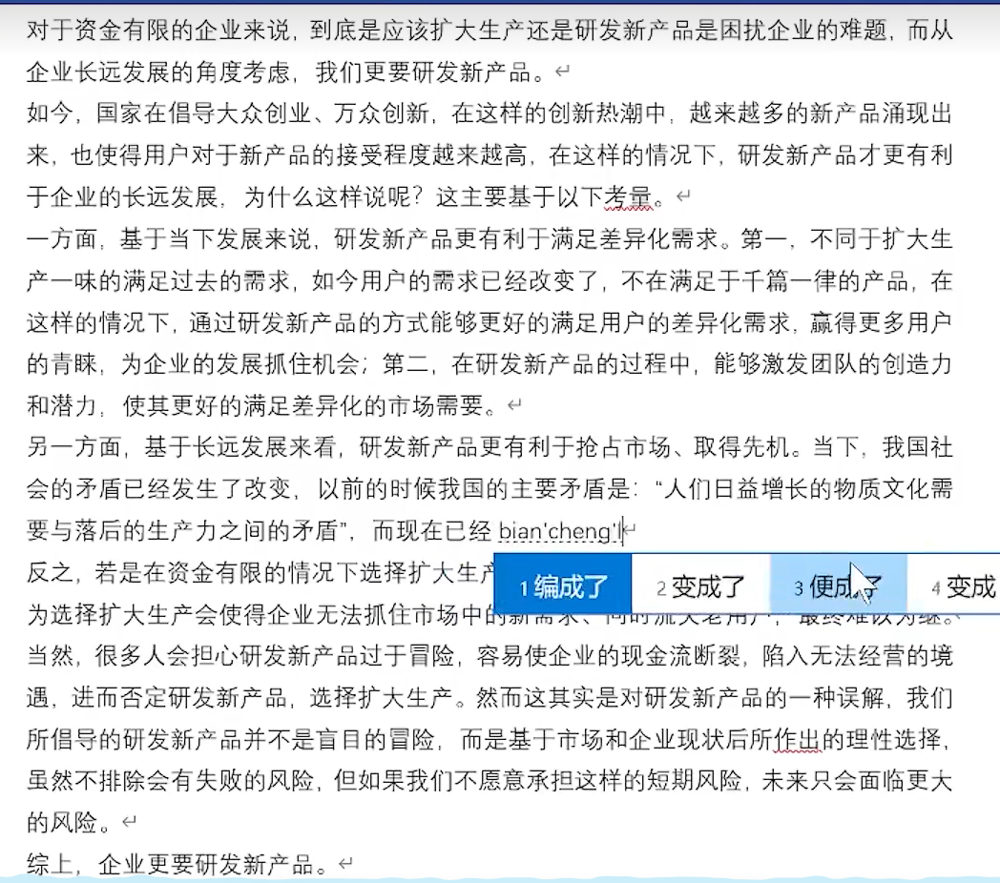 对于资金有限的企业来说，到底是应该扩大生产还是研发新产品是困扰企业的难题，而从
企业长远发展的角度考虑，我们更要研发新产品。
如今，国家在倡导大众创业、万众创新，在这样的创新热潮中，越来越多的新产品涌现出
来，也使得用户对于新产品的接受程度越来越高，在这样的情况下，研发新产品才更有利
于企业的长远发展，为什么这样说呢？这主要基于以下考量。
一方面，基于当下发展来说，研发新产品更有利于满足差异化需求。第一，不同于扩大生
产一味的满足过去的需求，如今用户的需求已经改变了，不在满足于千篇一律的产品，在
这样的情况下，通过研发新产品的方式能够更好的满足用户的差异化需求，赢得更多用户
的青睐，为企业的发展抓住机会；第二，在研发新产品的过程中，能够激发团队的创造力
和潜力，使其更好的满足差异化的市场需要。
另一方面，基于长远发展来看，研发新产品更有利于抢占市场、取得先机。当下，我国社
会的矛盾已经发生了改变，以前的时候我国的主要矛盾是：“人们日益增长的物质文化需
要与落后的生产力之间的矛盾”，而现在已经 bian'cheng'l
反之，若是在资金有限的情况下选择扩大生产
1 编成了 2 变成了 3 便成了 4 变成
为选择扩大生产会使得企业无法抓住市场中的新需求、同时流失老用户，最终难以为继。
当然，很多人会担心研发新产品过于冒险，容易使企业的现金流断裂，陷入无法经营的境
遇，进而否定研发新产品，选择扩大生产。然而这其实是对研发新产品的一种误解，我们
所倡导的研发新产品并不是盲目的冒险，而是基于市场和企业现状后所作出的理性选择，
虽然不排除会有失败的风险，但如果我们不愿意承担这样的短期风险，未来只会面临更大
的风险。
综上，企业更要研发新产品。